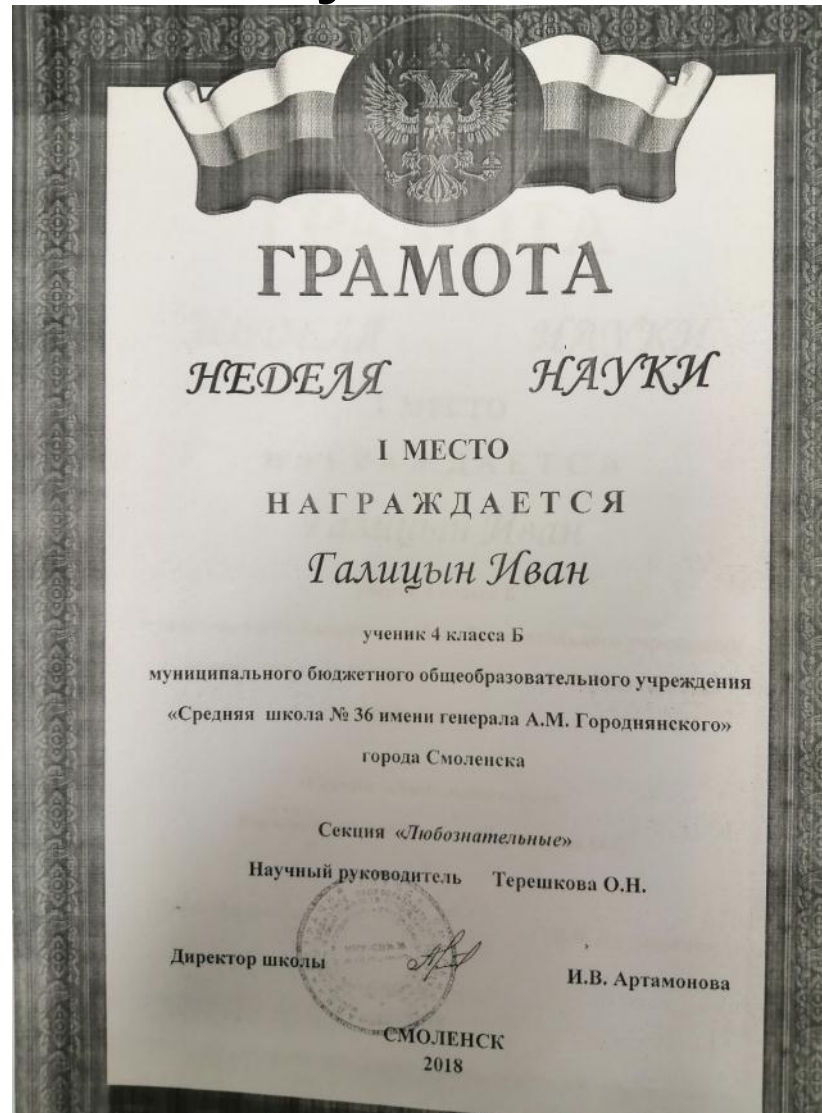 ГРАМОТА
НЕДЕЛЯ НАУКИ
I МЕСТО
НАГРАЖДАЕТСЯ
Галицын Иван
ученик 4 класса Б
муниципального бюджетного общеобразовательного учреждения
«Средняя школа № 36 имени генерала А.М. Городнянского»
города Смоленска
Секция «Любознательные»
Научный руководитель Терешкова О.Н.
Директор школы И.В. Артамонова
СМОЛЕНСК
2018